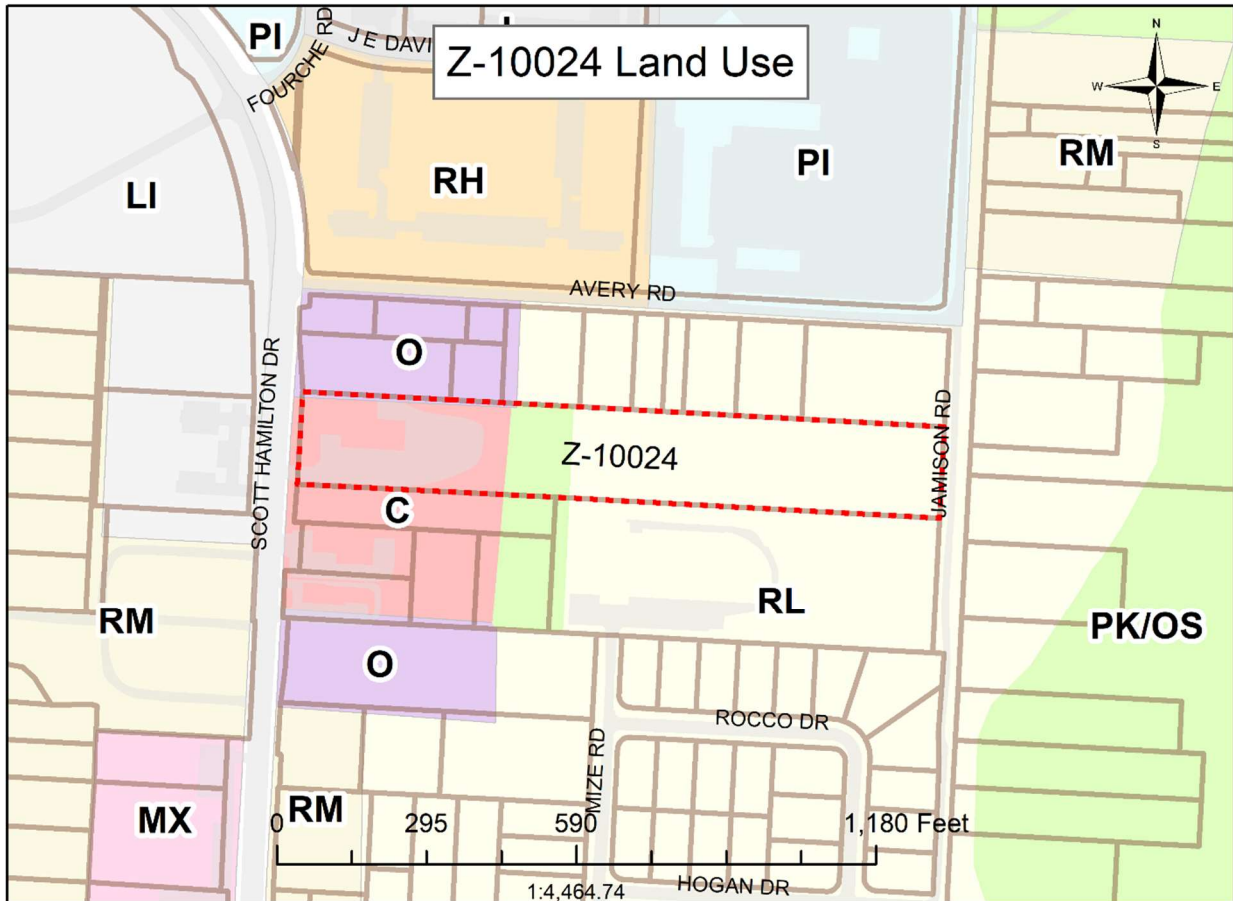 PI
FOURCHE RD
J E DAVI
Z-10024 Land Use
N
W
E
S
LI
RH
PI
RM
AVERY RD
SCOTT HAMILTON DR
O
Z-10024
JAMISON RD
C
RM
RL
PK/OS
O
ROCCO DR
MIZE RD
MX
RM
0
295
590
1,180 Feet
1:4,464.74
HOGAN DR